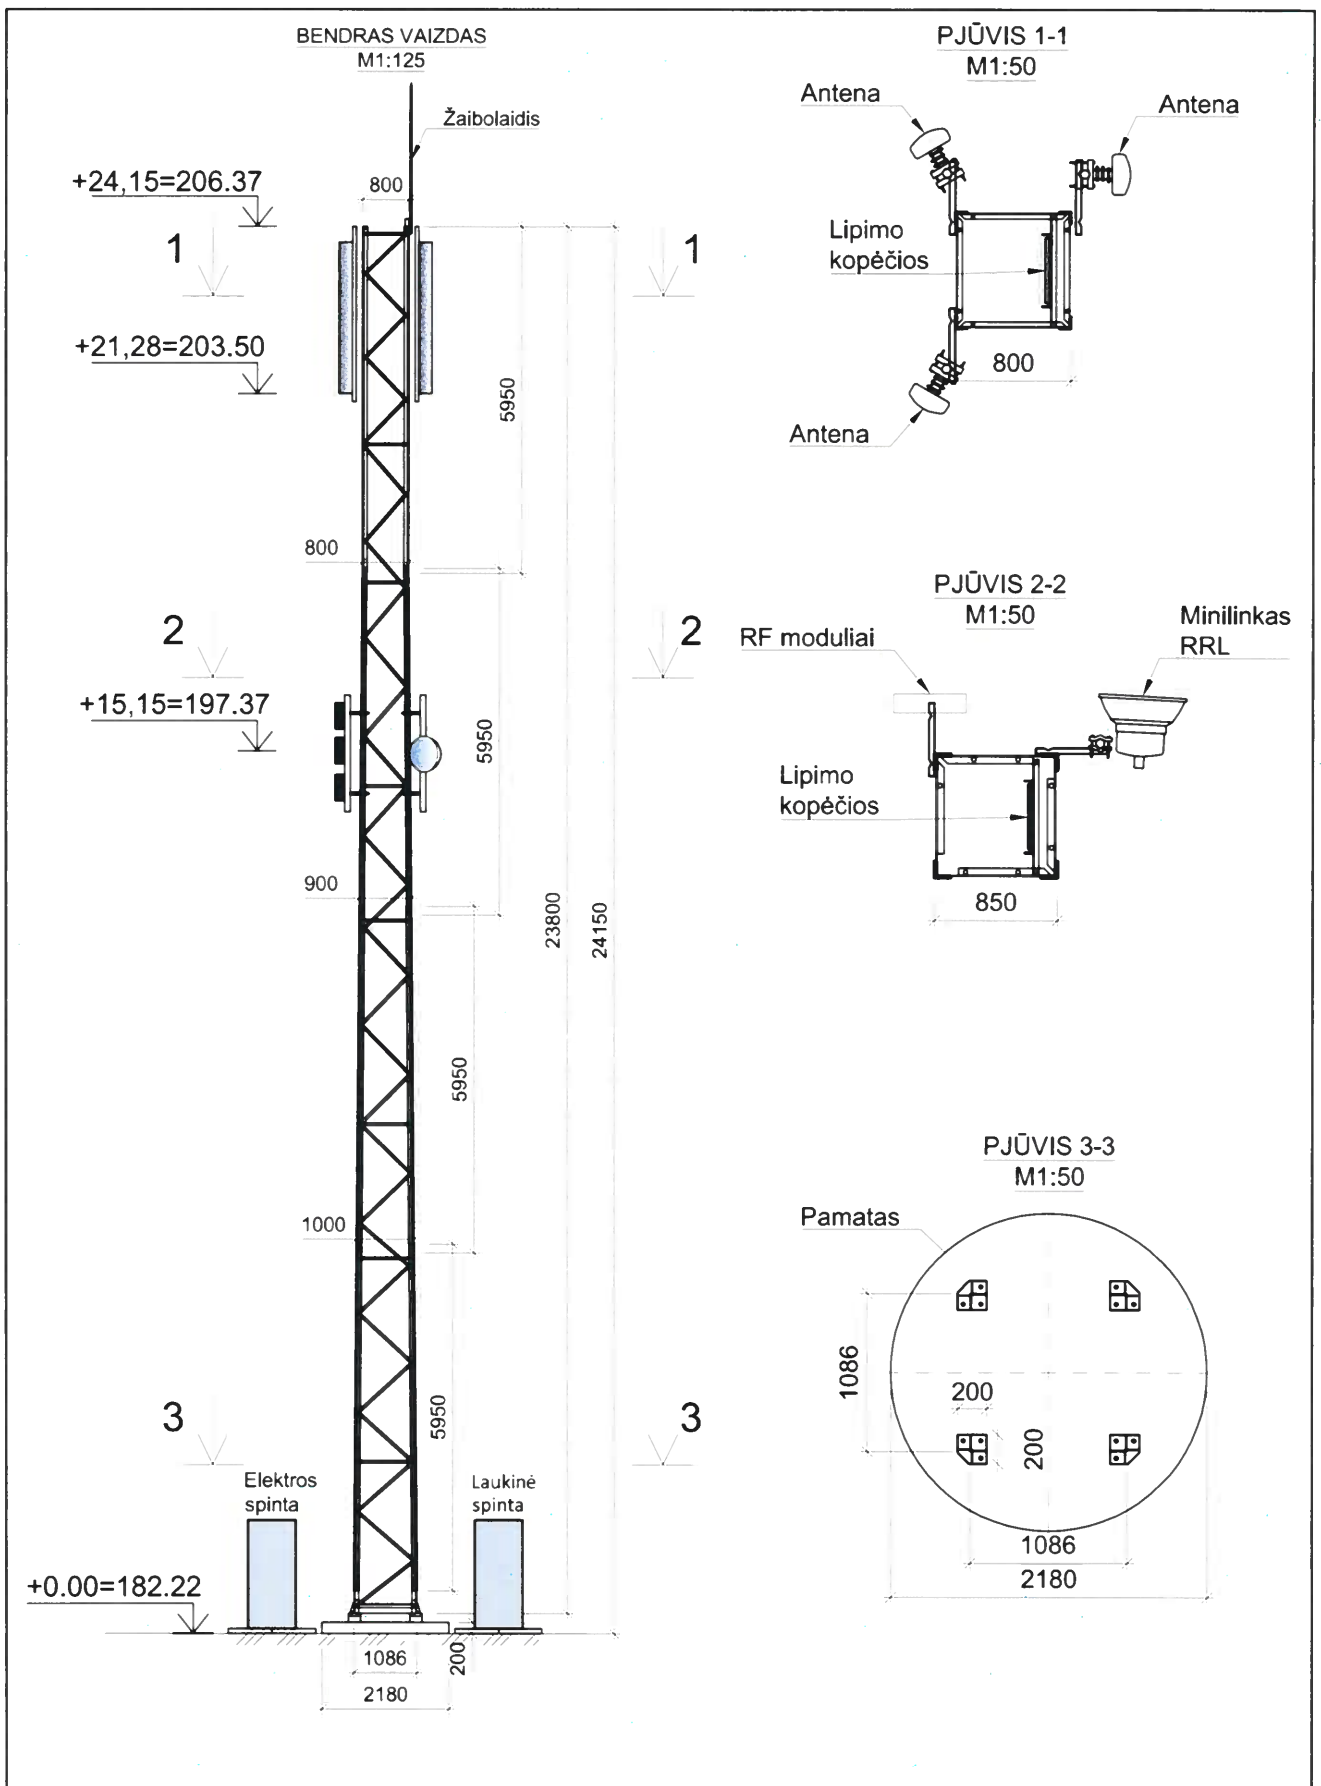 BENDRAS VAIZDAS
M1:125
Žaibolaidis
800
+24,15=206.37
1
1
+21,28=203.50
5950
800
2
2
+15,15=197.37
5950
900
23800
24150
5950
1000
5950
3
3
Elektros
spinta
Laukinė
spinta
+0.00=182.22
1086
200
2180
PJŪVIS 1-1
M1:50
Antena
Antena
Lipimo
kopėčios
800
Antena
PJŪVIS 2-2
M1:50
RF moduliai
Minilinkas
RRL
Lipimo
kopėčios
850
PJŪVIS 3-3
M1:50
Pamatas
1086
200
200
1086
2180